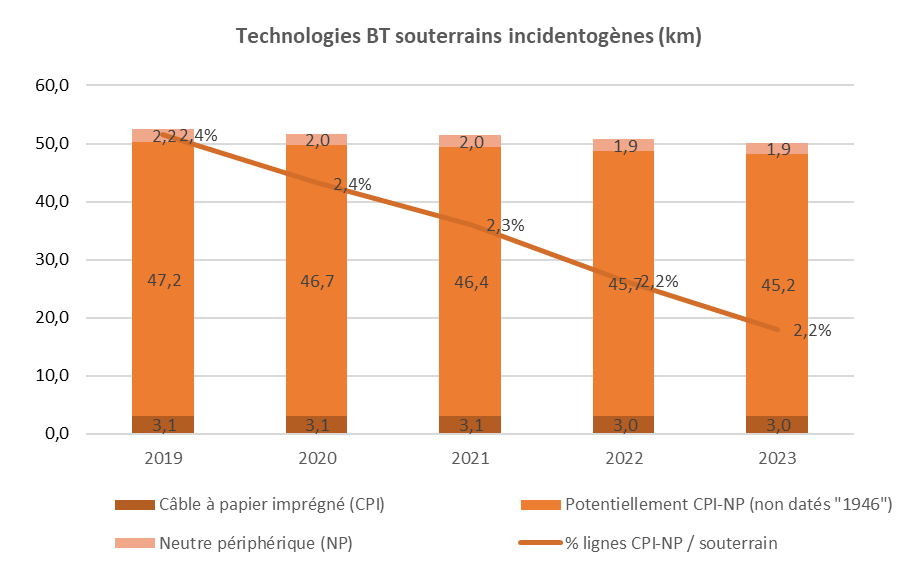 Technologies BT souterrains incidentogènes (km)
60,0
50,0
40,0
30,0
20,0
10,0
0,0
2,2 2,4% 2,0 2,0 1,9 1,9
2,4% 2,3% 2,2% 2,2%
47,2 46,7 46,4 45,7 45,2
3,1 3,1 3,1 3,0 3,0
2019 2020 2021 2022 2023
Câble à papier imprégné (CPI) Potentiellement CPI-NP (non datés "1946")
Neutre périphérique (NP) % lignes CPI-NP / souterrain